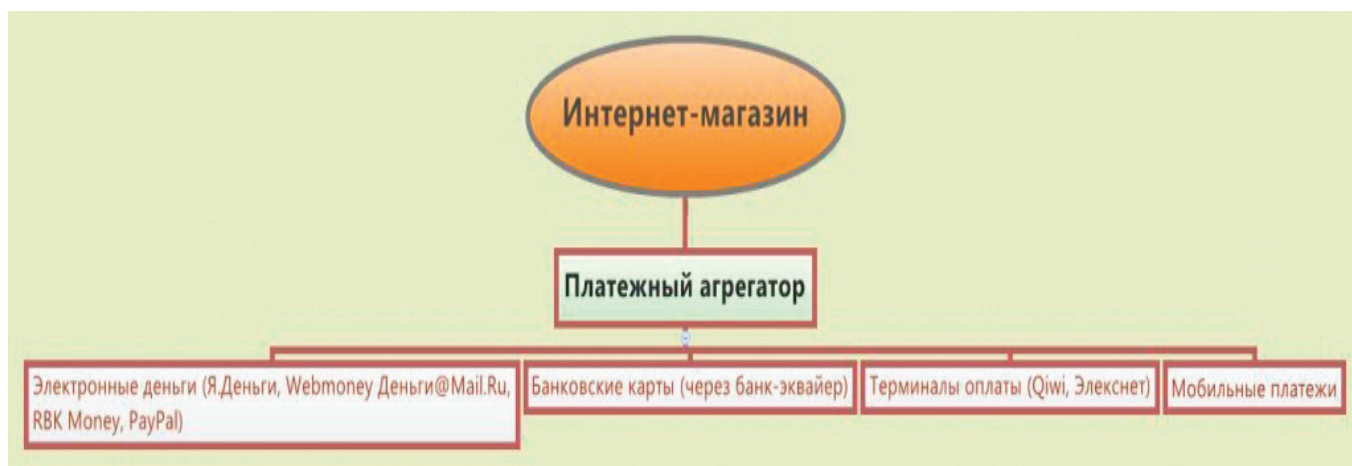 Интернет-магазин
Платежный агрегатор
Электронные деньги (Я.Деньги, Webmoney Деньги@Mail.Ru,
RBK Money, PayPal)
Банковские карты (через банк-эквайер)
Терминалы оплаты (Qiwi, Элекснет)
Мобильные платежи